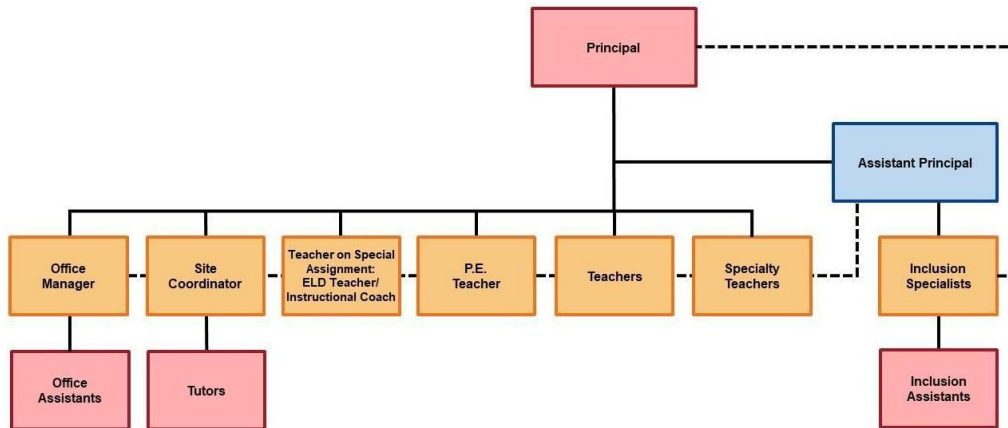 Principal
Assistant Principal
Office
Manager
Site
Coordinator
Teacher on Special
Assignment:
ELD Teacher/
Instructional Coach
P.E.
Teacher
Teachers
Specialty
Teachers
Inclusion
Specialists
Office
Assistants
Tutors
Inclusion
Assistants